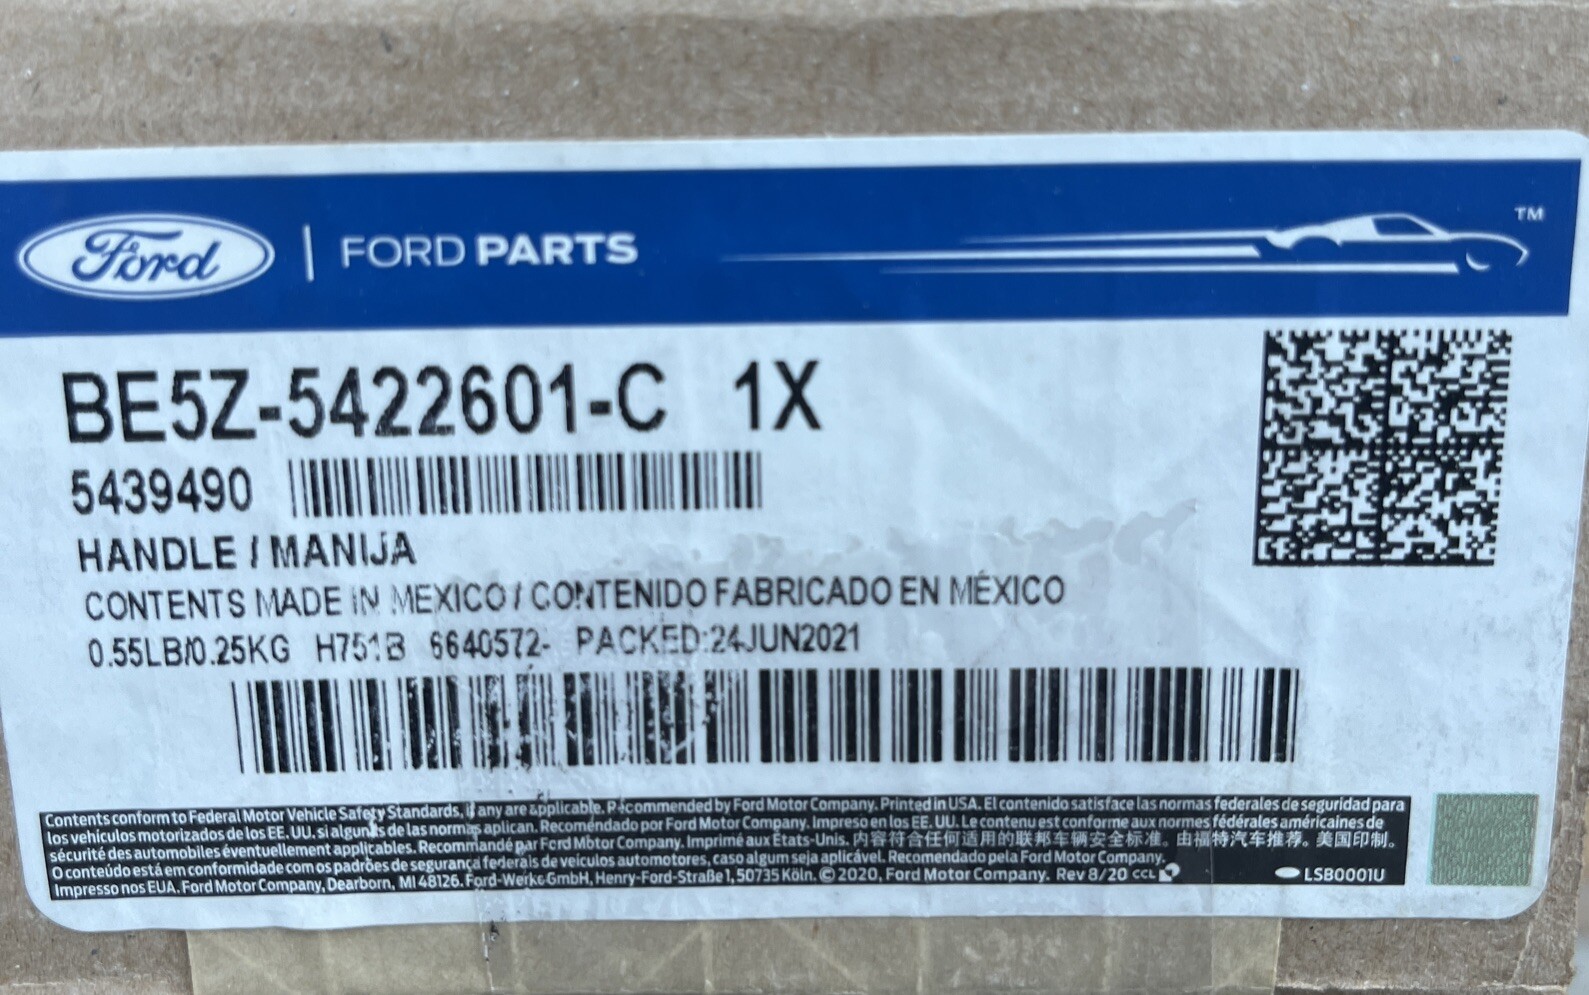 Ford | FORD PARTS TM
BE5Z-5422601-C 1X
5439490
HANDLE / MANIJA
CONTENTS MADE IN MEXICO / CONTENIDO FABRICADO EN MÉXICO
0.55LB/0.25KG H751B 6640572- PACKED:24JUN2021
Contents conform to Federal Motor Vehicle Safety Standards, if any are applicable. Recommended by Ford Motor Company. Printed in USA. El contenido satisface las normas federales de seguridad para
los vehículos motorizados de los EE. UU. si algunas de las normas aplican. Recomendado por Ford Motor Company. Impreso en los EE. UU. Le contenu est conforme aux normes fédérales américaines de
sécurité des automobiles éventuellement applicables. Recommandé par Ford Motor Company. Imprimé aux États-Unis. 内容符合任何适用的联邦车辆安全标准。由福特汽车推荐。美国印制。
O conteúdo está em conformidade com os padrões de segurança federais de veículos automotores, caso algum seja aplicável. Recomendado pela Ford Motor Company.
Impresso nos EUA. Ford Motor Company, Dearborn, MI 48126. Ford-Werke GmbH, Henry-Ford-Straße 1, 50735 Köln. © 2020, Ford Motor Company. Rev 8/20 CCL LSB0001U